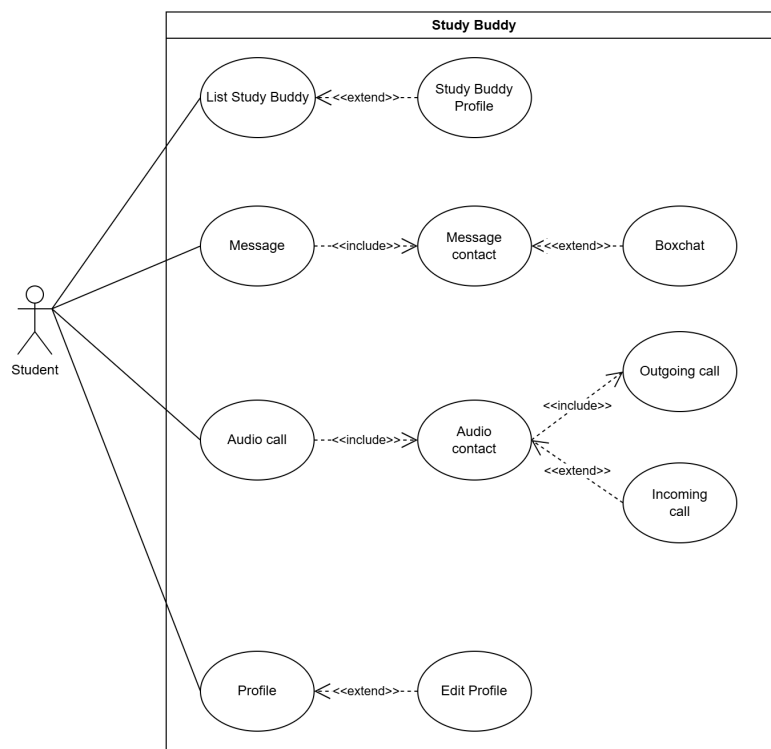 Study Buddy
List Study Buddy
<<extend>>
Study Buddy
Profile
Message
<<include>>
Message
contact
<<extend>>
Boxchat
Student
Outgoing call
<<include>>
Audio call
<<include>>
Audio
contact
<<extend>>
Incoming
call
Profile
<<extend>>
Edit Profile